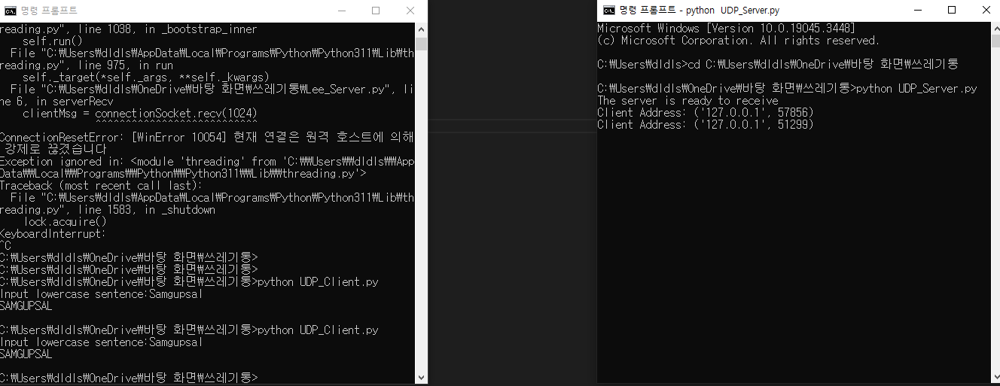 명령 프롬프트
reading.py", line 1038, in _bootstrap_inner
    self.run()
  File "C:₩Users₩dldls₩AppData₩Local₩Programs₩Python₩Python311₩Lib₩th
reading.py", line 975, in run
    self._target(*self._args, **self._kwargs)
  File "C:₩Users₩dldls₩OneDrive₩바탕 화면₩쓰레기통₩Lee_Server.py", li
ne 6, in serverRecv
    clientMsg = connectionSocket.recv(1024)
                ^^^^^^^^^^^^^^^^^^^^^^^^^^^
ConnectionResetError: [WinError 10054] 현재 연결은 원격 호스트에 의해
 강제로 끊겼습니다
Exception ignored in: <module 'threading' from 'C:₩₩Users₩₩dldls₩₩App
Data₩₩Local₩₩Programs₩₩Python₩₩Python311₩₩Lib₩₩threading.py'>
Traceback (most recent call last):
  File "C:₩Users₩dldls₩AppData₩Local₩Programs₩Python₩Python311₩Lib₩th
reading.py", line 1583, in _shutdown
    lock.acquire()
KeyboardInterrupt:
^C
C:₩Users₩dldls₩OneDrive₩바탕 화면₩쓰레기통>
C:₩Users₩dldls₩OneDrive₩바탕 화면₩쓰레기통>
C:₩Users₩dldls₩OneDrive₩바탕 화면₩쓰레기통>python UDP_Client.py
Input lowercase sentence:Samgupsal
SAMGUPSAL
C:₩Users₩dldls₩OneDrive₩바탕 화면₩쓰레기통>python UDP_Client.py
Input lowercase sentence:Samgupsal
SAMGUPSAL
C:₩Users₩dldls₩OneDrive₩바탕 화면₩쓰레기통>
명령 프롬프트 - python  UDP_Server.py
Microsoft Windows [Version 10.0.19045.3448]
(c) Microsoft Corporation. All rights reserved.
C:₩Users₩dldls>cd C:₩Users₩dldls₩OneDrive₩바탕 화면₩쓰레기통
C:₩Users₩dldls₩OneDrive₩바탕 화면₩쓰레기통>python UDP_Server.py
The server is ready to receive
Client Address: ('127.0.0.1', 57856)
Client Address: ('127.0.0.1', 51299)